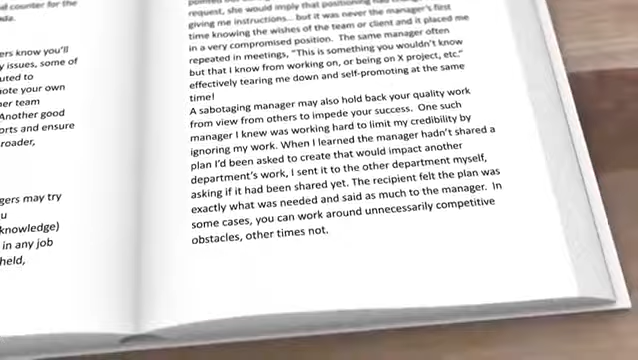 d counter for the
da.
ers know you'll
y issues, some of
uted to
note your own
her team
Another good
orts and ensure
roader,
gers may try
u
knowledge)
in any job
held,
request, she would imply that positioning had
giving me instructions... but it was never the manager's first
time knowing the wishes of the team or client and it placed me
in a very compromised position. The same manager often
repeated in meetings, "This is something you wouldn't know
but that I know from working on, or being on X project, etc."
effectively tearing me down and self-promoting at the same
time!
A sabotaging manager may also hold back your quality work
from view from others to impede your success. One such
manager I knew was working hard to limit my credibility by
ignoring my work. When I learned the manager hadn't shared a
plan I'd been asked to create that would impact another
department's work, I sent it to the other department myself,
asking if it had been shared yet. The recipient felt the plan was
exactly what was needed and said as much to the manager. In
some cases, you can work around unnecessarily competitive
obstacles, other times not.